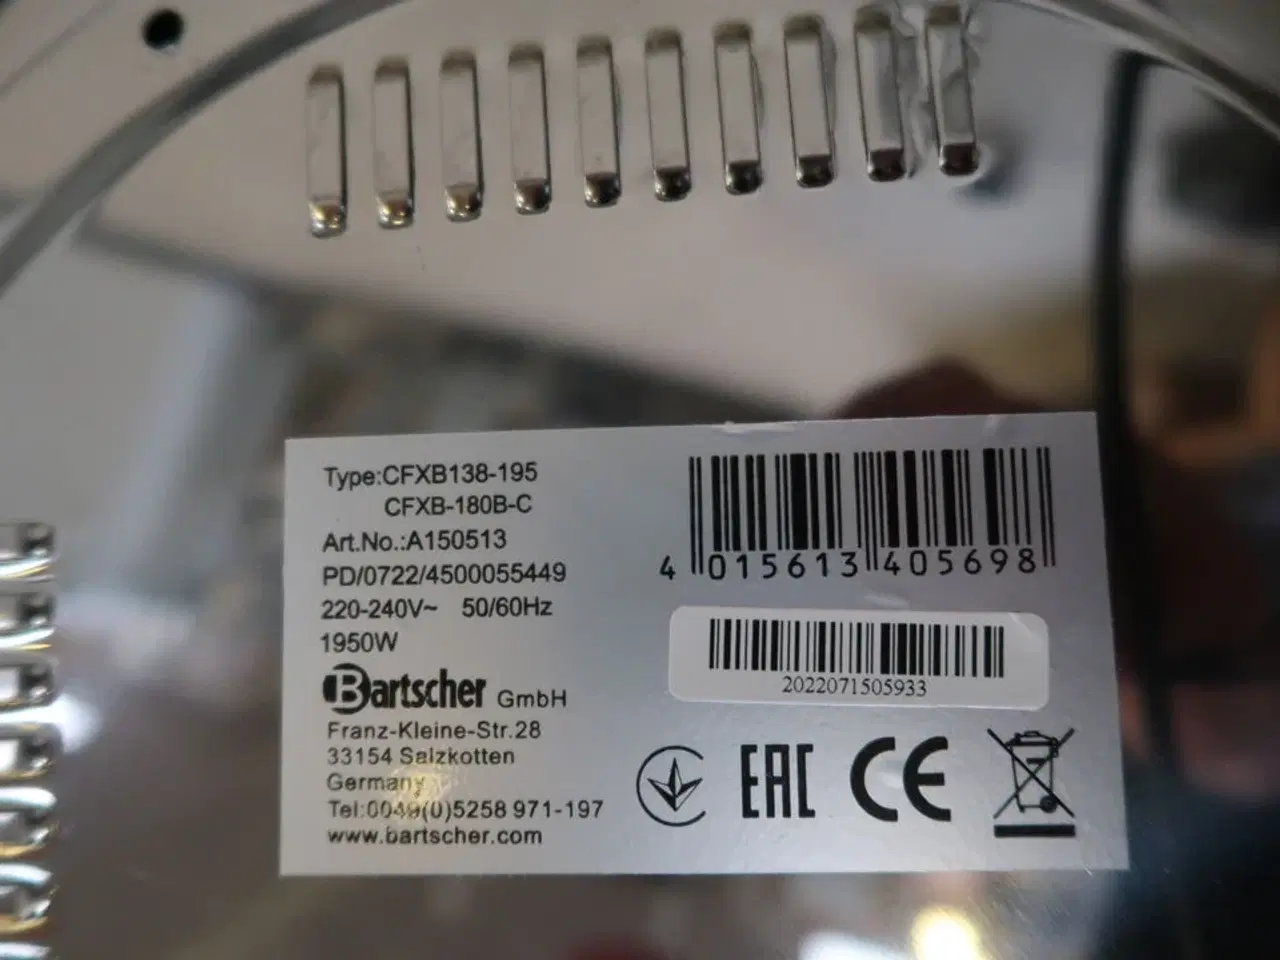 Type:CFXB138-195
CFXB-180B-C
Art.No.:A150513
PD/0722/4500055449
220-240V~ 50/60Hz
1950W
Bartscher GmbH
Franz-Kleine-Str.28
33154 Salzkotten
Germany
Tel:0049(0)5258 971-197
www.bartscher.com
4 015613 405698
2022071505933
EAC CE